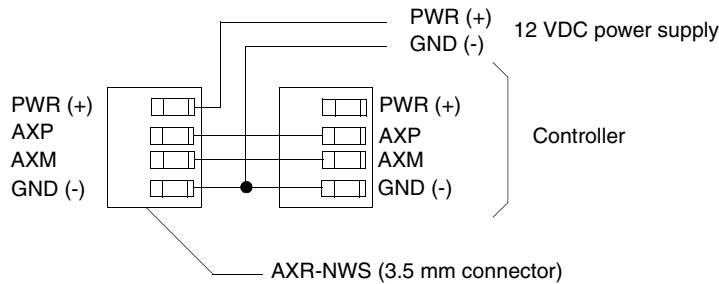 PWR (+)
GND (-)
12 VDC power supply
PWR (+)
AXP
AXM
GND (-)
PWR (+)
AXP
AXM
GND (-)
Controller
AXR-NWS (3.5 mm connector)